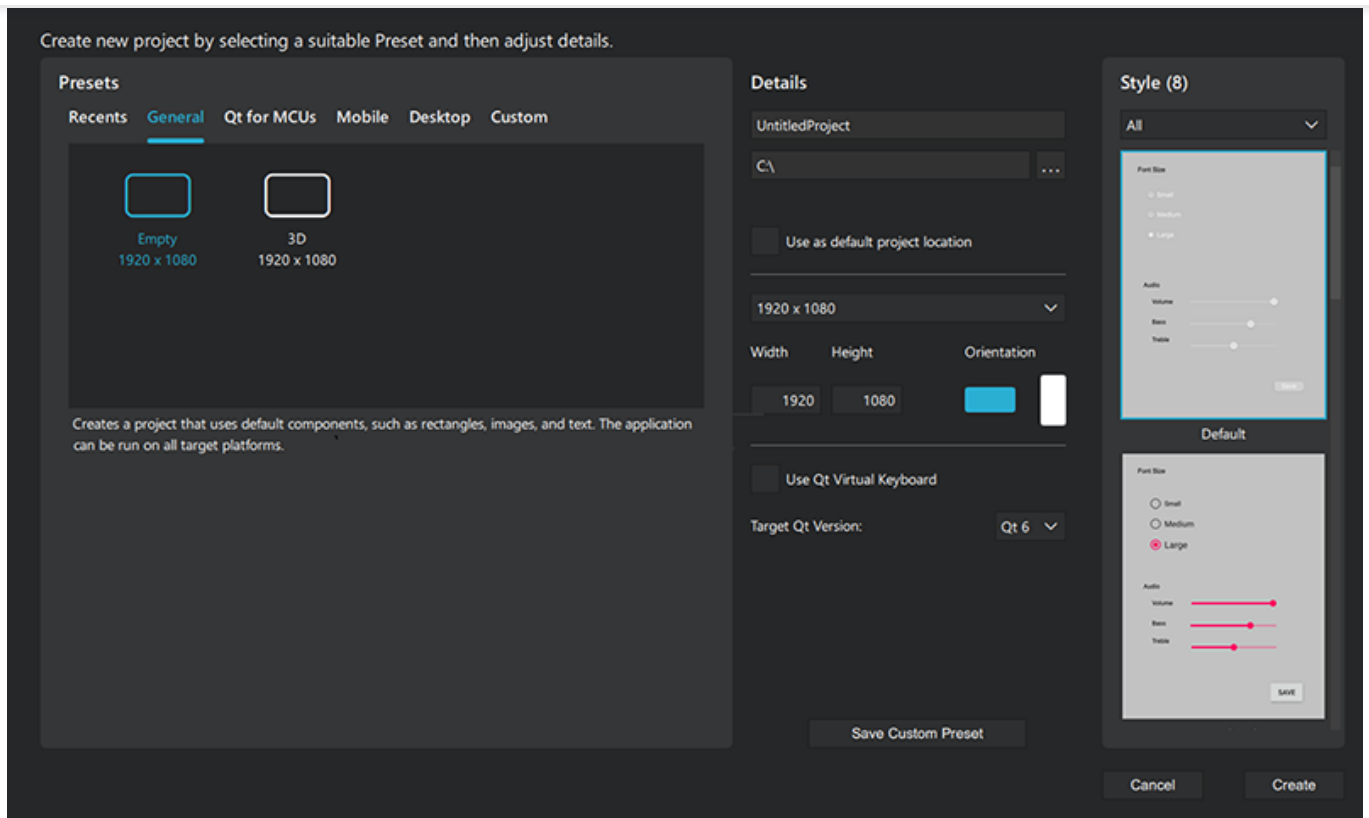 Create new project by selecting a suitable Preset and then adjust details.
Presets
Recents General Qt for MCUs Mobile Desktop Custom
Empty
1920 x 1080
3D
1920 x 1080
Creates a project that uses default components, such as rectangles, images, and text. The application
can be run on all target platforms.
Details
UntitledProject
C:\
...
Use as default project location
1920 x 1080
Width Height Orientation
1920 1080
Use Qt Virtual Keyboard
Target Qt Version: Qt 6
Save Custom Preset
Style (8)
All
Font Size
Small
Medium
Large
Audio
Volume
Bass
Treble
Save
Default
Font Size
Small
Medium
Large
Audio
Volume
Bass
Treble
SAVE
Cancel Create